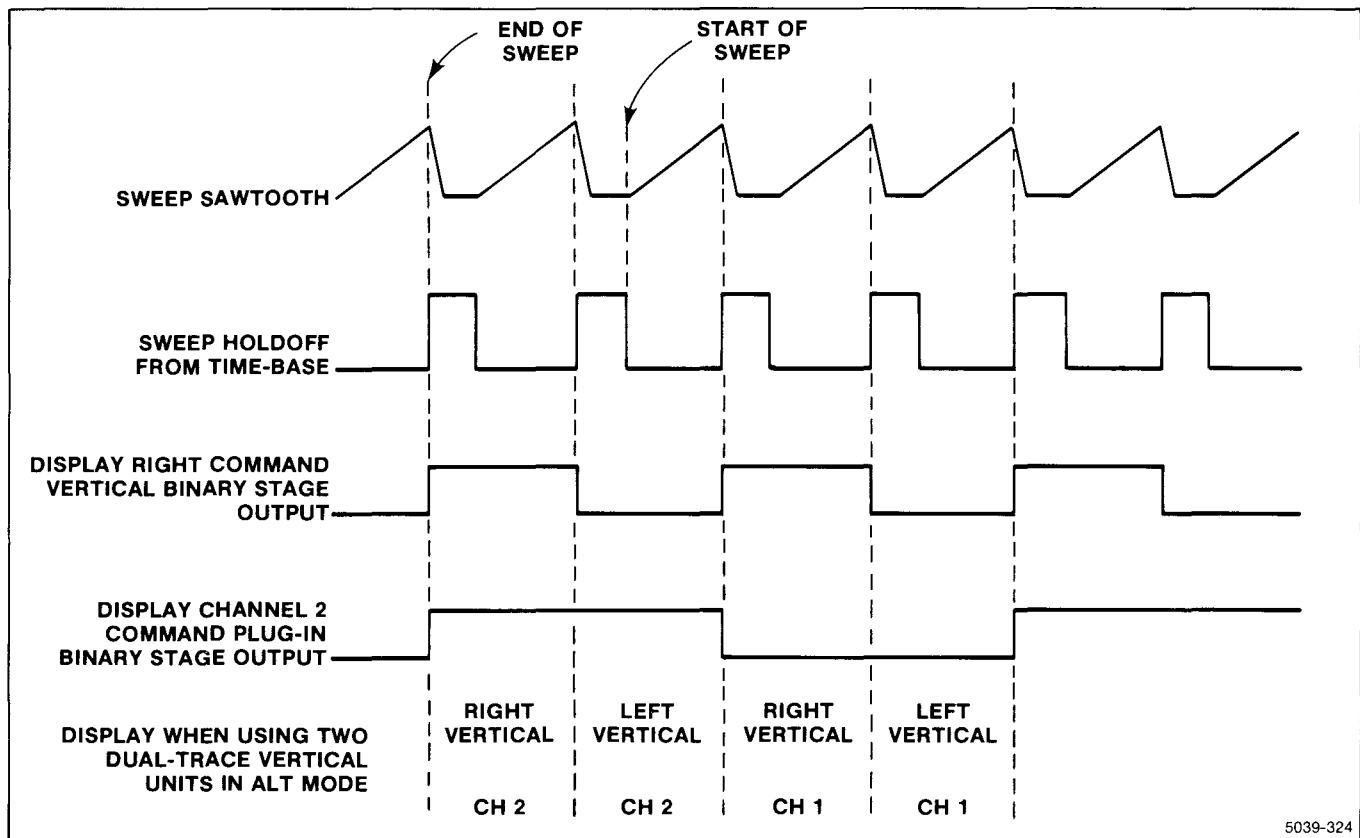 END OF
SWEEP
START OF
SWEEP
SWEEP SAWTOOTH
SWEEP HOLDOFF
FROM TIME-BASE
DISPLAY RIGHT COMMAND
VERTICAL BINARY STAGE
OUTPUT
DISPLAY CHANNEL 2
COMMAND PLUG-IN
BINARY STAGE OUTPUT
DISPLAY WHEN USING TWO
DUAL-TRACE VERTICAL
UNITS IN ALT MODE
RIGHT
VERTICAL
CH 2
LEFT
VERTICAL
CH 2
RIGHT
VERTICAL
CH 1
LEFT
VERTICAL
CH 1
5039-324